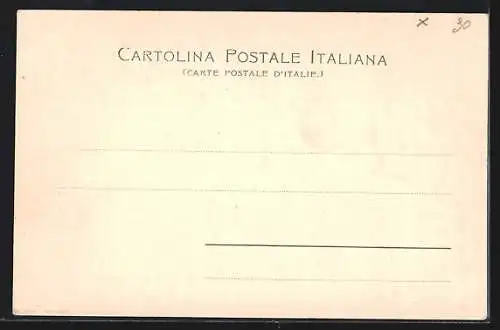 x 30
CARTOLINA POSTALE ITALIANA
(CARTE POSTALE D'ITALIE.)